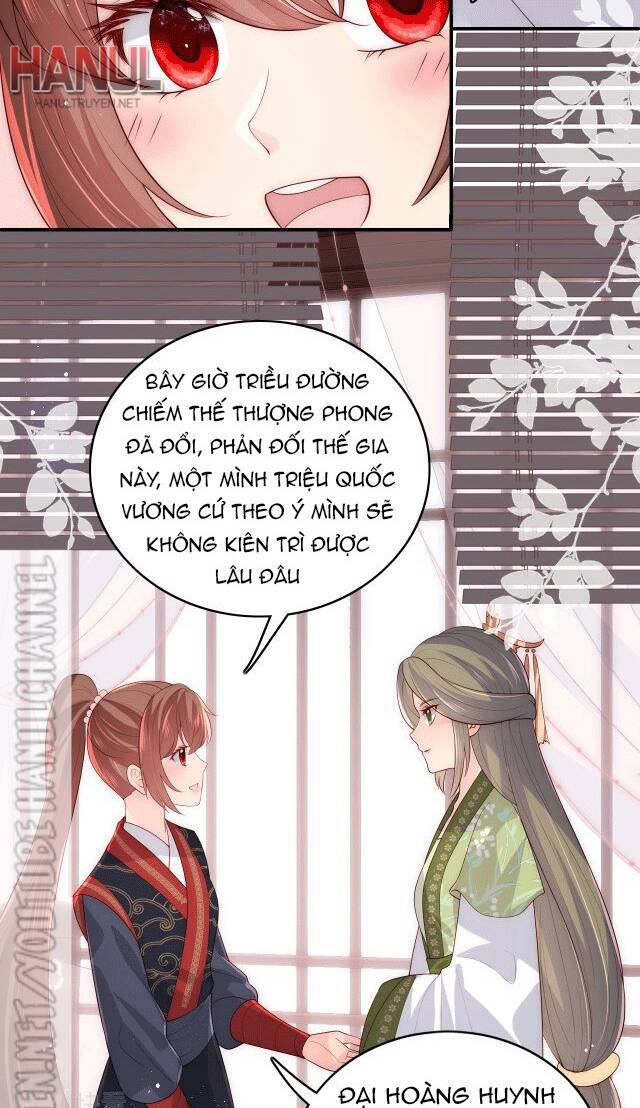 HANUL
HANULTRUYEN.NET
BÂY GIỜ TRIỀU ĐƯỜNG
CHIẾM THẾ THƯỢNG PHONG
ĐÃ ĐỔI, PHẢN ĐỐI THẾ GIA
NÀY, MỘT MÌNH TRIỆU QUỐC
VƯƠNG CỨ THEO Ý MÌNH SẼ
KHÔNG KIÊN TRÌ ĐƯỢC
LÂU ĐÂU
EN.NET/YOUTUBE HANUL CHANNEL
ĐẠI HOÀNG HUYNH